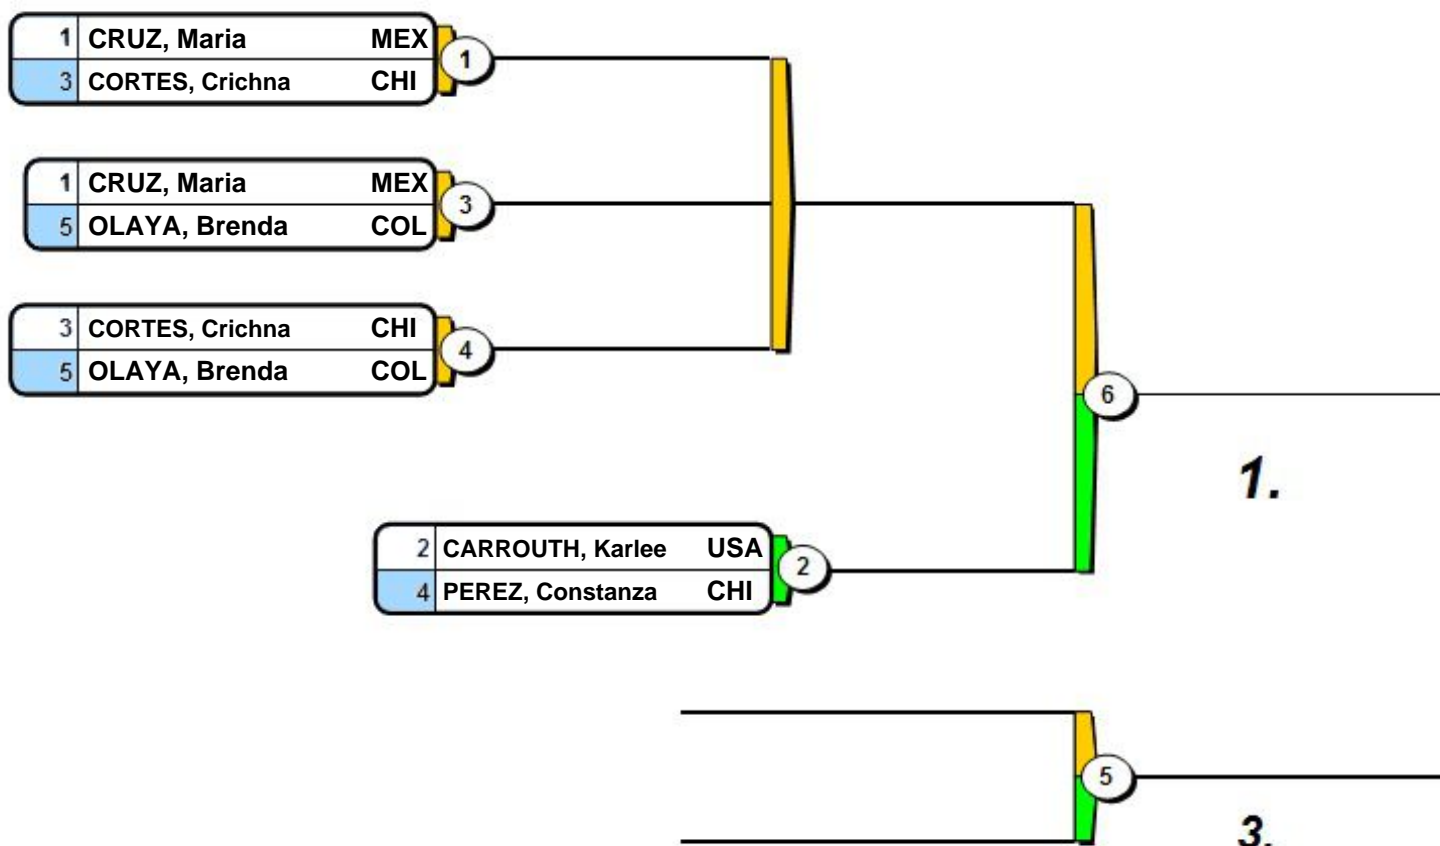 1 CRUZ, Maria MEX
3 CORTES, Crichna CHI
1
1 CRUZ, Maria MEX
5 OLAYA, Brenda COL
3
3 CORTES, Crichna CHI
5 OLAYA, Brenda COL
4
6
1.
2 CARROUTH, Karlee USA
4 PEREZ, Constanza CHI
2
5
3.